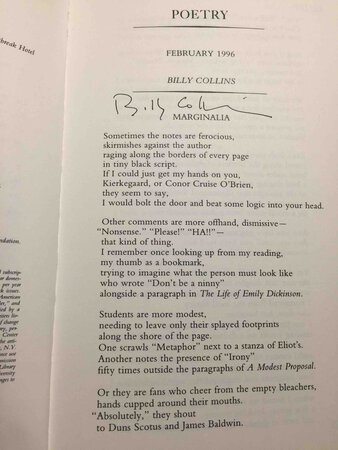 POETRY
FEBRUARY 1996
BILLY COLLINS
Billy Collins
MARGINALIA
Sometimes the notes are ferocious,
skirmishes against the author
raging along the borders of every page
in tiny black script.
If I could just get my hands on you,
Kierkegaard, or Conor Cruise O'Brien,
they seem to say,
I would bolt the door and beat some logic into your head.
Other comments are more offhand, dismissive—
"Nonsense." "Please!" "HA!!"—
that kind of thing.
I remember once looking up from my reading,
my thumb as a bookmark,
trying to imagine what the person must look like
who wrote "Don't be a ninny"
alongside a paragraph in The Life of Emily Dickinson.
Students are more modest,
needing to leave only their splayed footprints
along the shore of the page.
One scrawls "Metaphor" next to a stanza of Eliot's.
Another notes the presence of "Irony"
fifty times outside the paragraphs of A Modest Proposal.
Or they are fans who cheer from the empty bleachers,
hands cupped around their mouths.
"Absolutely," they shout
to Duns Scotus and James Baldwin.